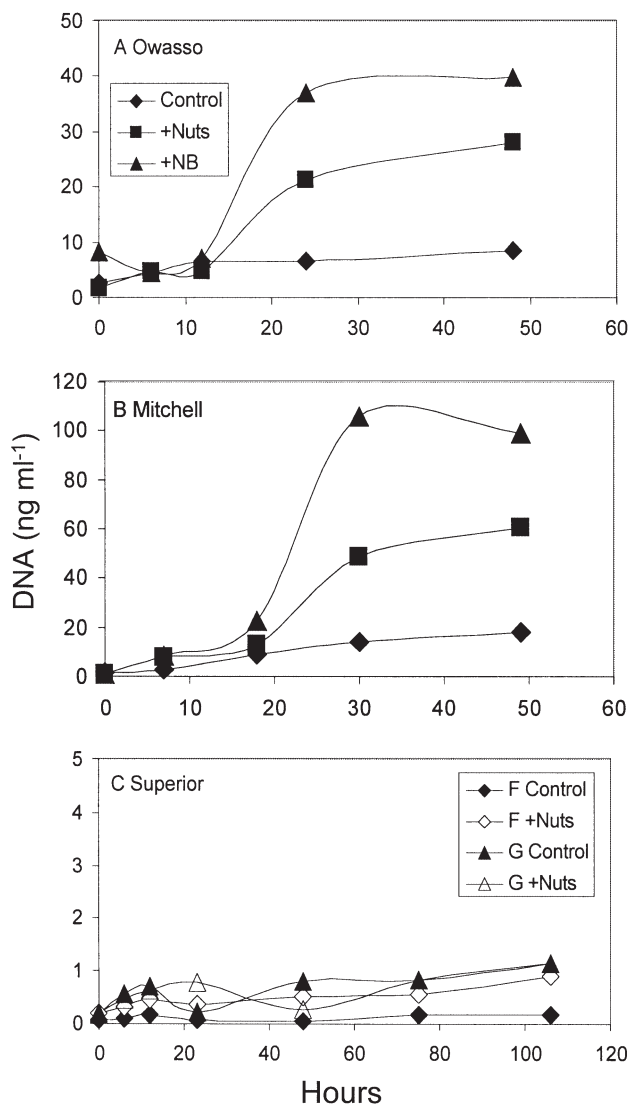 50
A Owasso
40
Control
+Nuts
30
+NB
20
10
0
0 10 20 30 40 50 60
120
B Mitchell
100
80
60
40
20
0
0 10 20 30 40 50 60
DNA (ng ml⁻¹)
5
C Superior
F Control
4
F +Nuts
G Control
3
G +Nuts
2
1
0
0 20 40 60 80 100 120
Hours